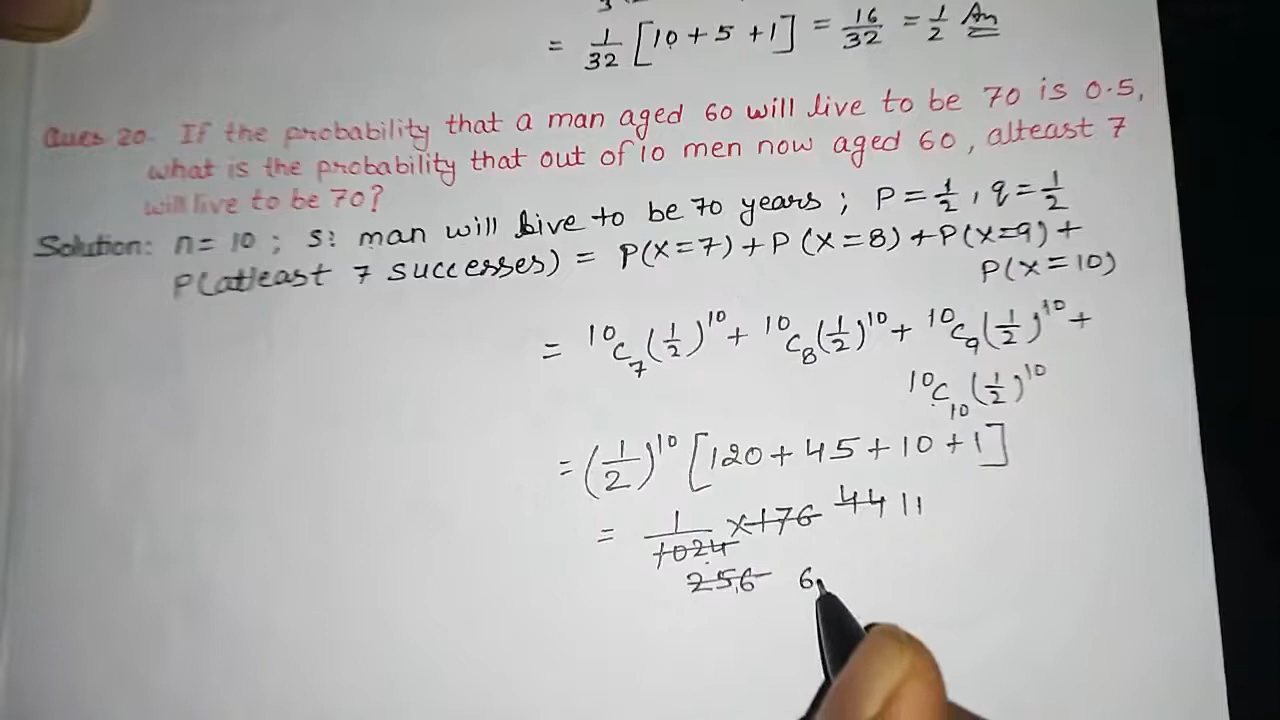 = 1/32 [10+5+1] = 16/32 = 1/2 An
Ques 20. If the probability that a man aged 60 will live to be 70 is 0.5,
what is the probability that out of 10 men now aged 60, alteast 7
will live to be 70?
Solution: n=10 ; S: man will live to be 70 years ; P=1/2, q=1/2
P(atleast 7 successes) = P(X=7) + P(X=8) + P(X=9) +
P(X=10)
= ¹⁰C₇(1/2)¹⁰ + ¹⁰C₈(1/2)¹⁰ + ¹⁰C₉(1/2)¹⁰ +
¹⁰C₁₀(1/2)¹⁰
= (1/2)¹⁰ [120+45+10+1]
= 1/1024 × 176 44 11
256 6